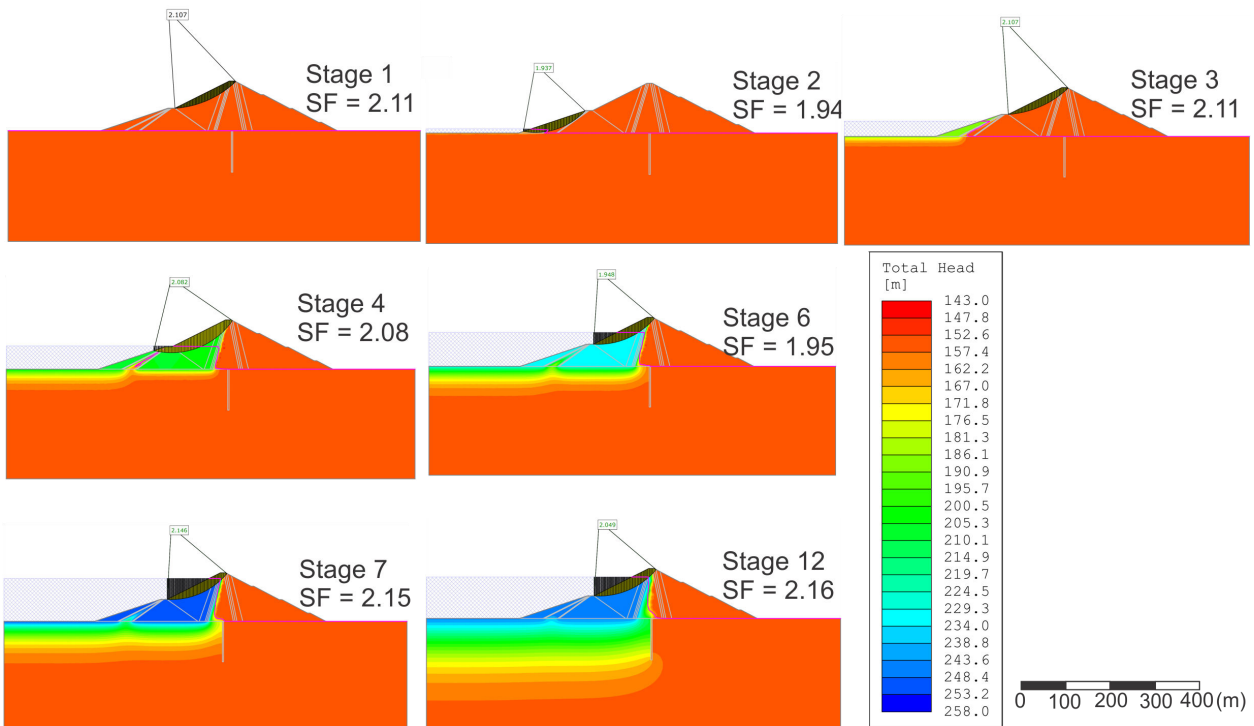 2.107
Stage 1
SF = 2.11
1.937
Stage 2
SF = 1.94
2.107
Stage 3
SF = 2.11
2.082
Stage 4
SF = 2.08
1.948
Stage 6
SF = 1.95
Total Head
[m]
143.0
147.8
152.6
157.4
162.2
167.0
171.8
176.5
181.3
186.1
190.9
195.7
200.5
205.3
210.1
214.9
219.7
224.5
229.3
234.0
238.8
243.6
248.4
253.2
258.0
2.146
Stage 7
SF = 2.15
2.049
Stage 12
SF = 2.16
0 100 200 300 400 (m)